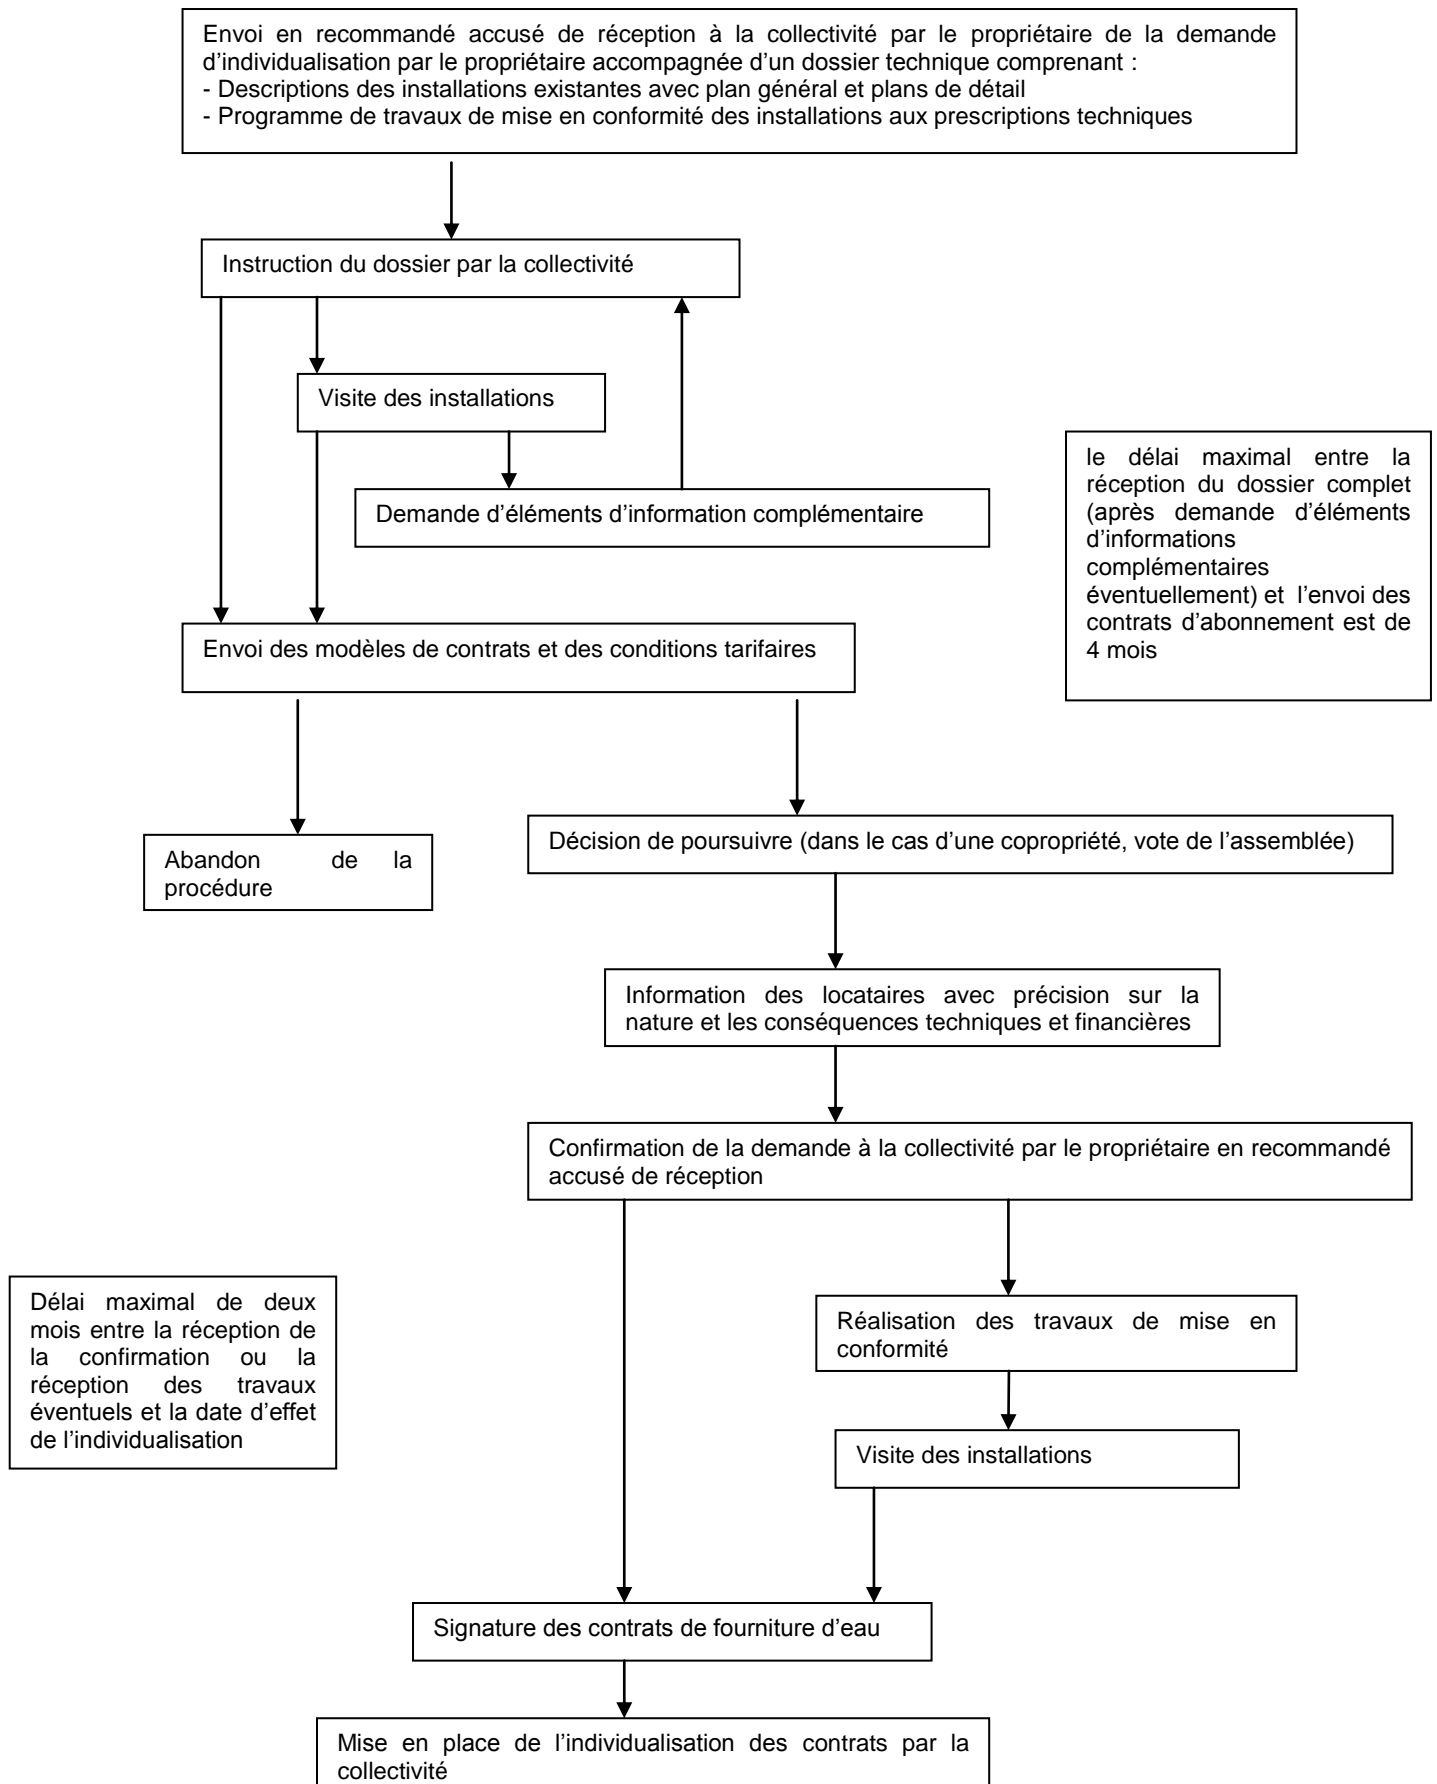 Envoi en recommandé accusé de réception à la collectivité par le propriétaire de la demande
d'individualisation par le propriétaire accompagnée d'un dossier technique comprenant :
- Descriptions des installations existantes avec plan général et plans de détail
- Programme de travaux de mise en conformité des installations aux prescriptions techniques
Instruction du dossier par la collectivité
Visite des installations
Demande d'éléments d'information complémentaire
le délai maximal entre la
réception du dossier complet
(après demande d'éléments
d'informations
complémentaires
éventuellement) et l'envoi des
contrats d'abonnement est de
4 mois
Envoi des modèles de contrats et des conditions tarifaires
Abandon de la
procédure
Décision de poursuivre (dans le cas d'une copropriété, vote de l'assemblée)
Information des locataires avec précision sur la
nature et les conséquences techniques et financières
Confirmation de la demande à la collectivité par le propriétaire en recommandé
accusé de réception
Délai maximal de deux
mois entre la réception de
la confirmation ou la
réception des travaux
éventuels et la date d'effet
de l'individualisation
Réalisation des travaux de mise en
conformité
Visite des installations
Signature des contrats de fourniture d'eau
Mise en place de l'individualisation des contrats par la
collectivité